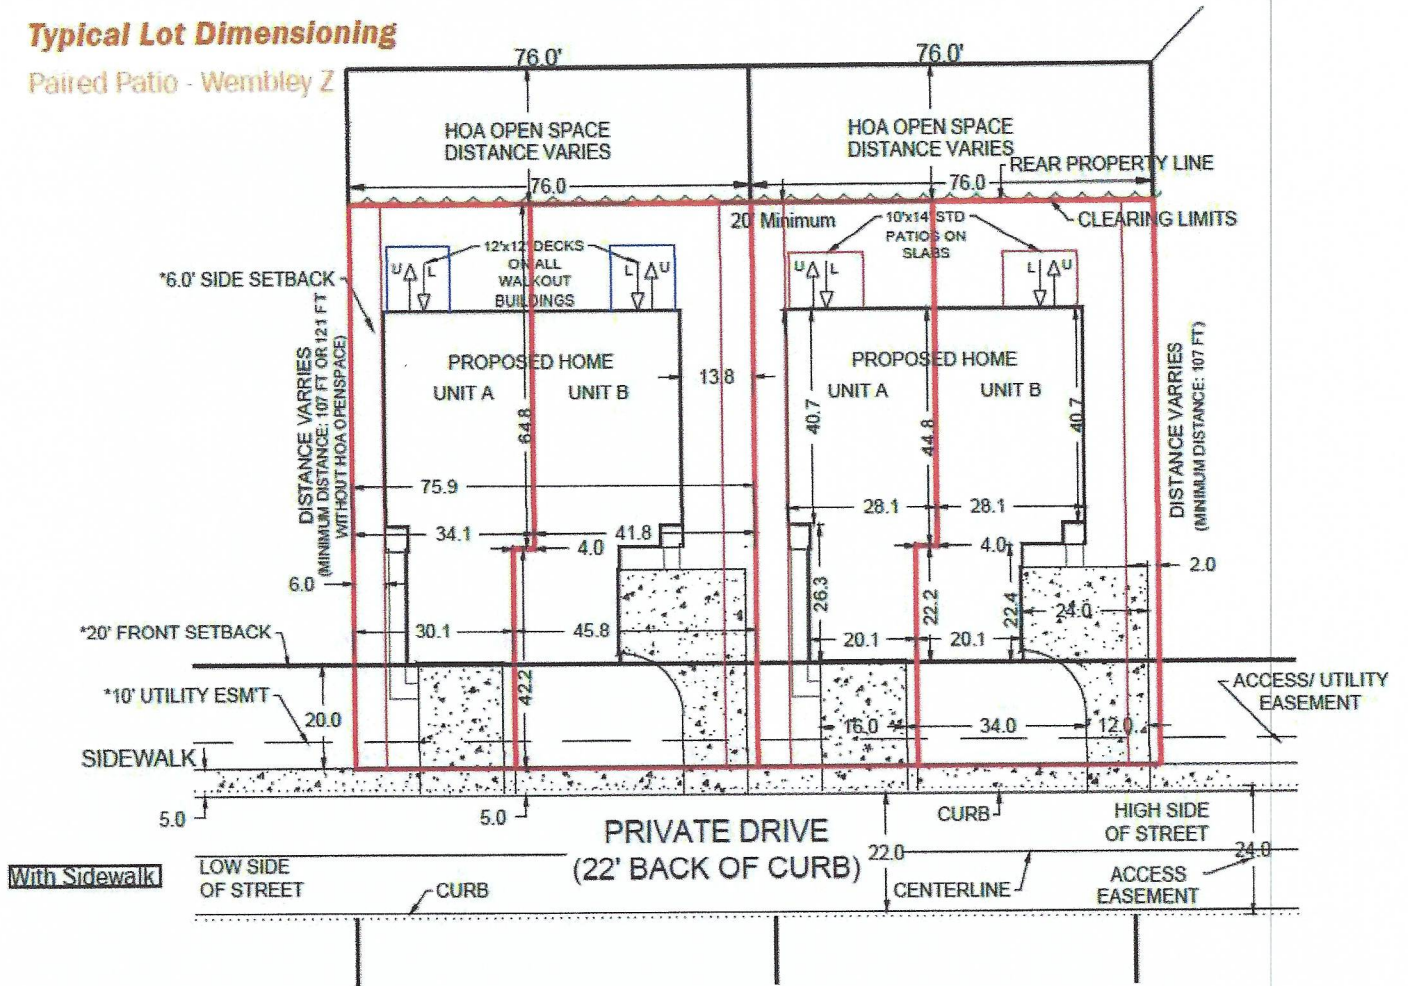 Typical Lot Dimensioning
Paired Patio - Wembley Z
76.0'
76.0'
HOA OPEN SPACE
DISTANCE VARIES
HOA OPEN SPACE
DISTANCE VARIES
REAR PROPERTY LINE
76.0
76.0
20' Minimum
10'x14' STD
PATIOS ON
SLABS
CLEARING LIMITS
12'x12' DECKS
ON ALL
WALKOUT
BUILDINGS
*6.0' SIDE SETBACK
U L
L U
U L
L U
DISTANCE VARRIES
(MINIMUM DISTANCE: 107 FT OR 121 FT
WITHOUT HOA OPENSPACE)
PROPOSED HOME
UNIT A
UNIT B
13.8
PROPOSED HOME
UNIT A
UNIT B
DISTANCE VARRIES
(MINIMUM DISTANCE: 107 FT)
64.8
40.7
44.8
40.7
75.9
28.1
28.1
34.1
41.8
4.0
4.0
6.0
2.0
26.3
22.2
22.4
24.0
*20' FRONT SETBACK
30.1
45.8
20.1
20.1
*10' UTILITY ESM'T
20.0
42.2
16.0
34.0
12.0
ACCESS/ UTILITY
EASEMENT
SIDEWALK
5.0
5.0
PRIVATE DRIVE
(22' BACK OF CURB)
CURB
HIGH SIDE
OF STREET
22.0
24.0
With Sidewalk
LOW SIDE
OF STREET
CURB
CENTERLINE
ACCESS
EASEMENT